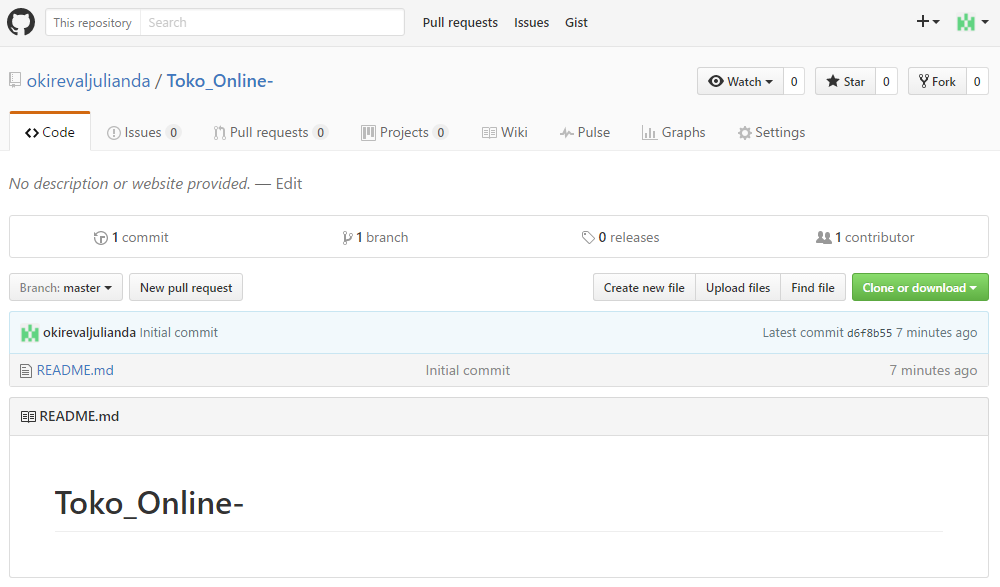 This repository Search Pull requests Issues Gist
okirevaljulianda / Toko_Online- Watch 0 Star 0 Fork 0
Code Issues 0 Pull requests 0 Projects 0 Wiki Pulse Graphs Settings
No description or website provided. — Edit
1 commit 1 branch 0 releases 1 contributor
Branch: master New pull request Create new file Upload files Find file Clone or download
okirevaljulianda Initial commit Latest commit d6f8b55 7 minutes ago
README.md Initial commit 7 minutes ago
README.md
Toko_Online-